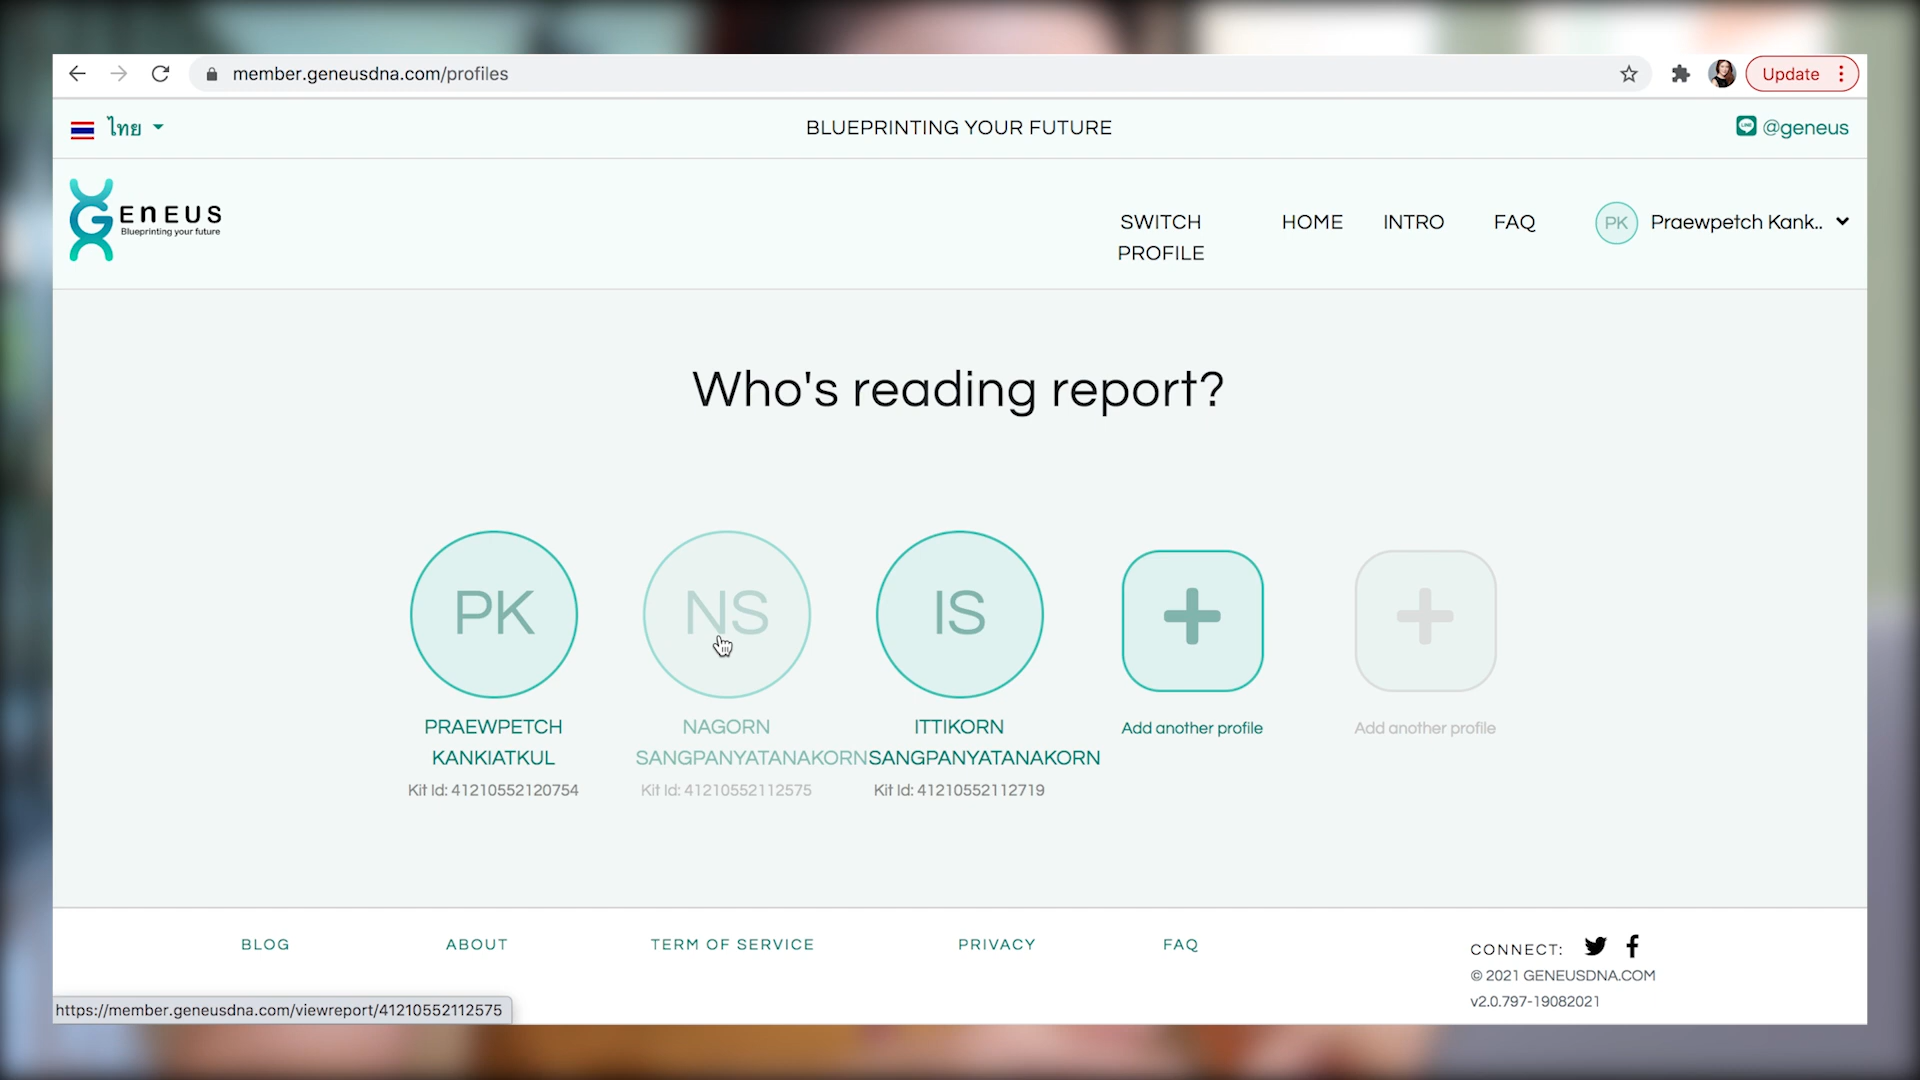 member.geneusdna.com/profiles
Update
ไทย
BLUEPRINTING YOUR FUTURE
@geneus
GENEUS
Blueprinting your future
SWITCH PROFILE
HOME
INTRO
FAQ
PK
Praewpetch Kank..
Who's reading report?
PK
NS
IS
PRAEWPETCH
KANKIATKUL
Kit Id: 41210552120754
NAGORN
SANGPANYATANAKORN
Kit Id: 41210552112575
ITTIKORN
SANGPANYATANAKORN
Kit Id: 41210552112719
Add another profile
Add another profile
BLOG
ABOUT
TERM OF SERVICE
PRIVACY
FAQ
CONNECT:
© 2021 GENEUSDNA.COM
v2.0.797-19082021
https://member.geneusdna.com/viewreport/41210552112575